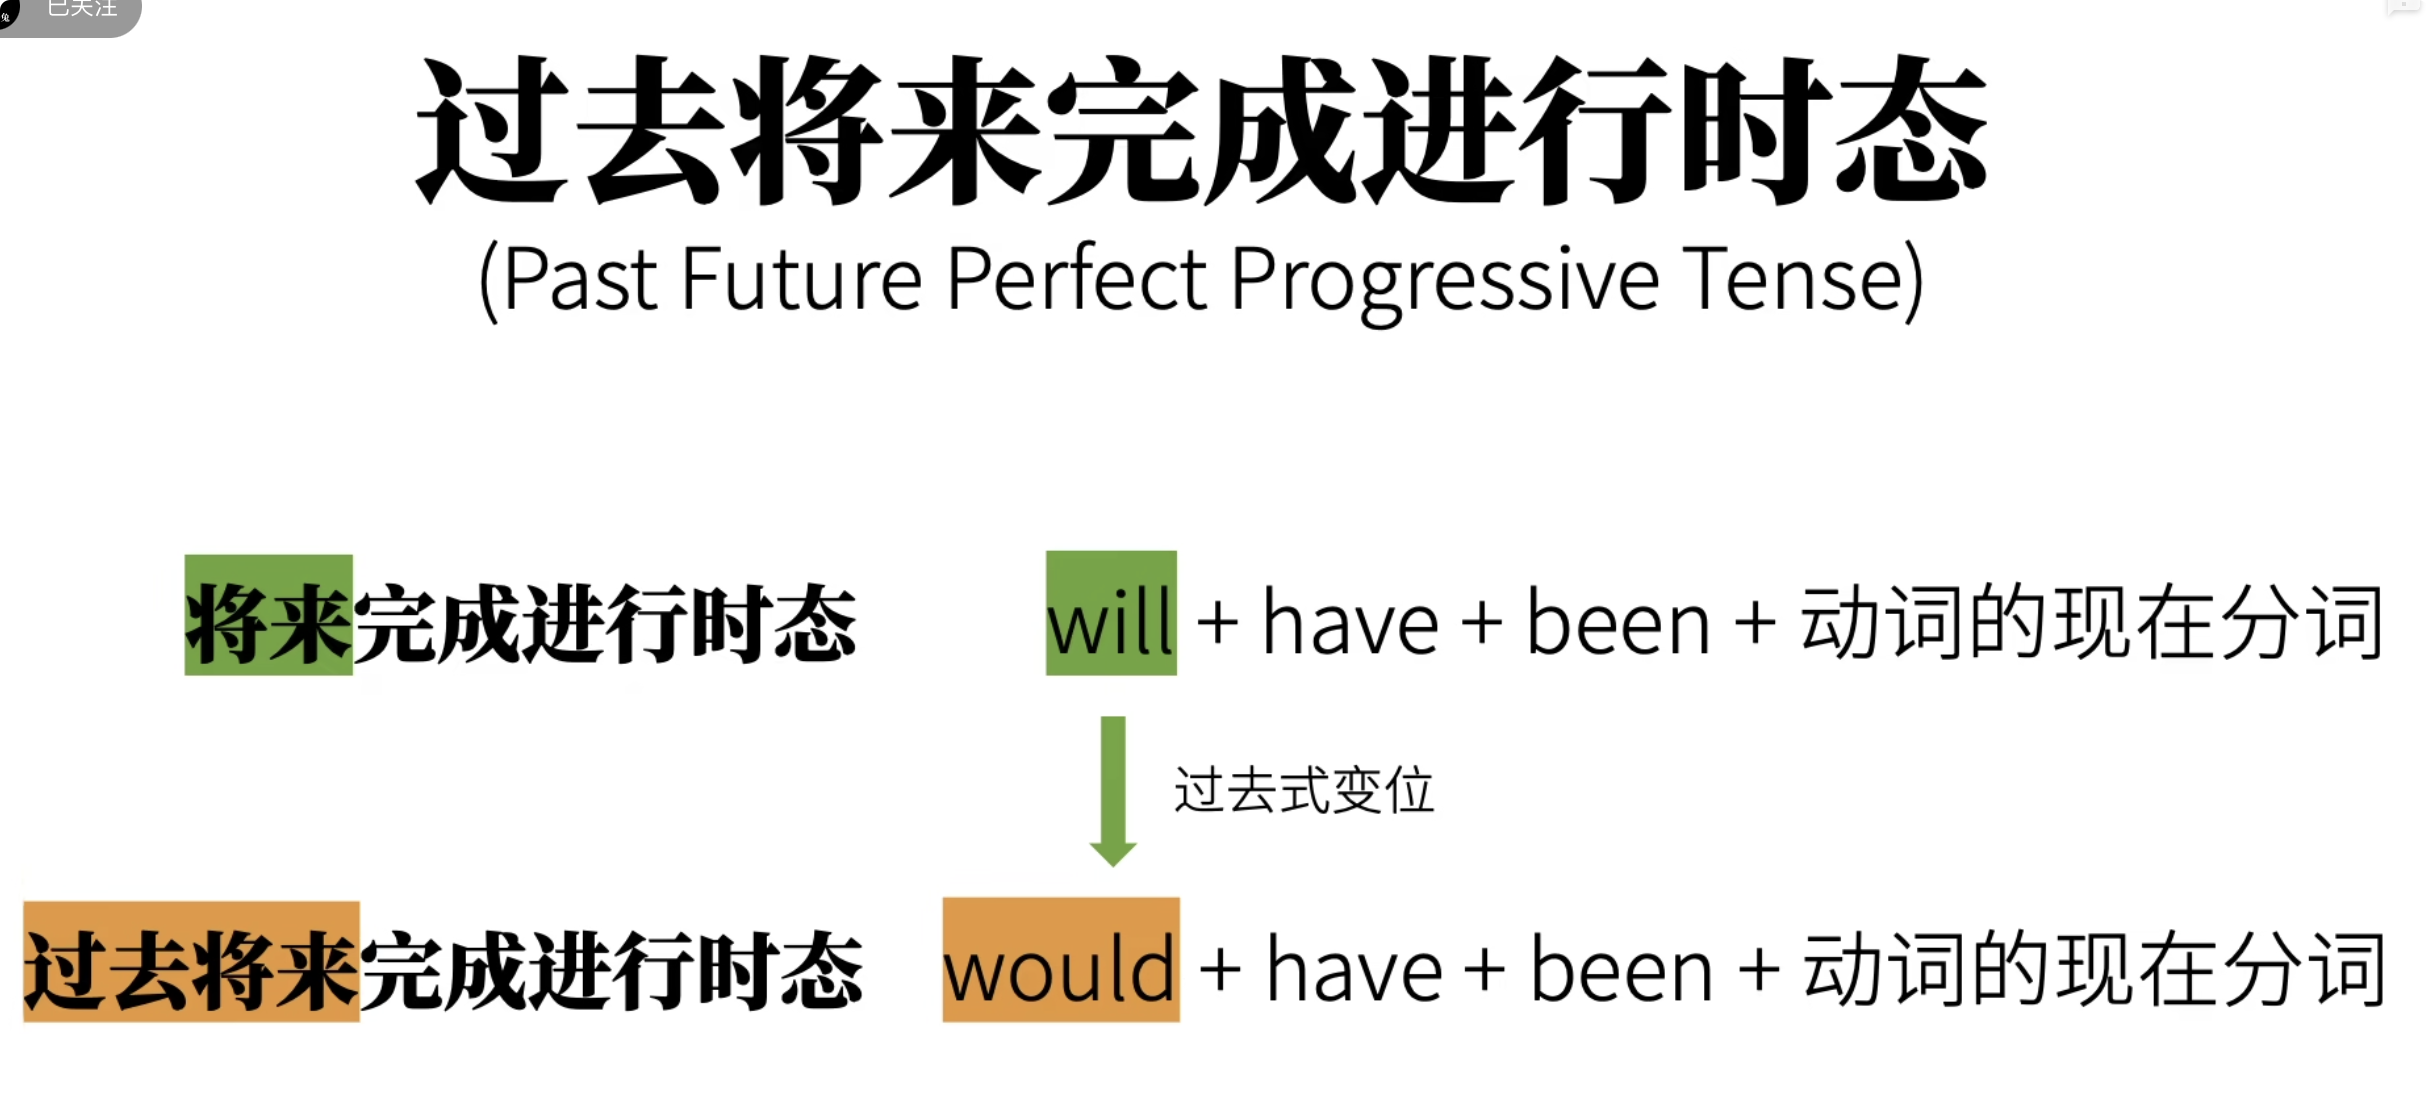 已关注
过去将来完成进行时态
(Past Future Perfect Progressive Tense)
将来完成进行时态 will + have + been + 动词的现在分词
过去式变位
过去将来完成进行时态 would + have + been + 动词的现在分词